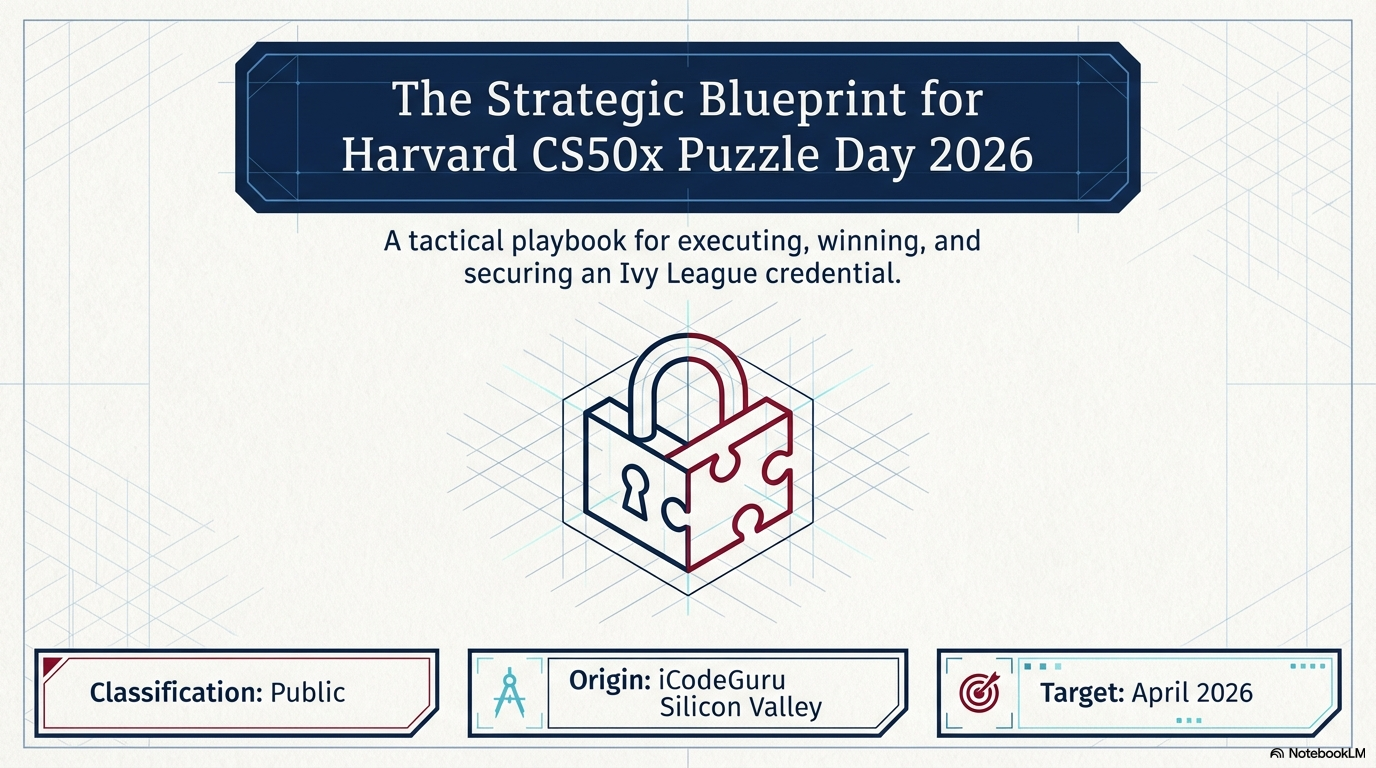 The Strategic Blueprint for
Harvard CS50x Puzzle Day 2026
A tactical playbook for executing, winning, and
securing an Ivy League credential.
Classification: Public
Origin: iCodeGuru
Silicon Valley
Target: April 2026
NotebookLM